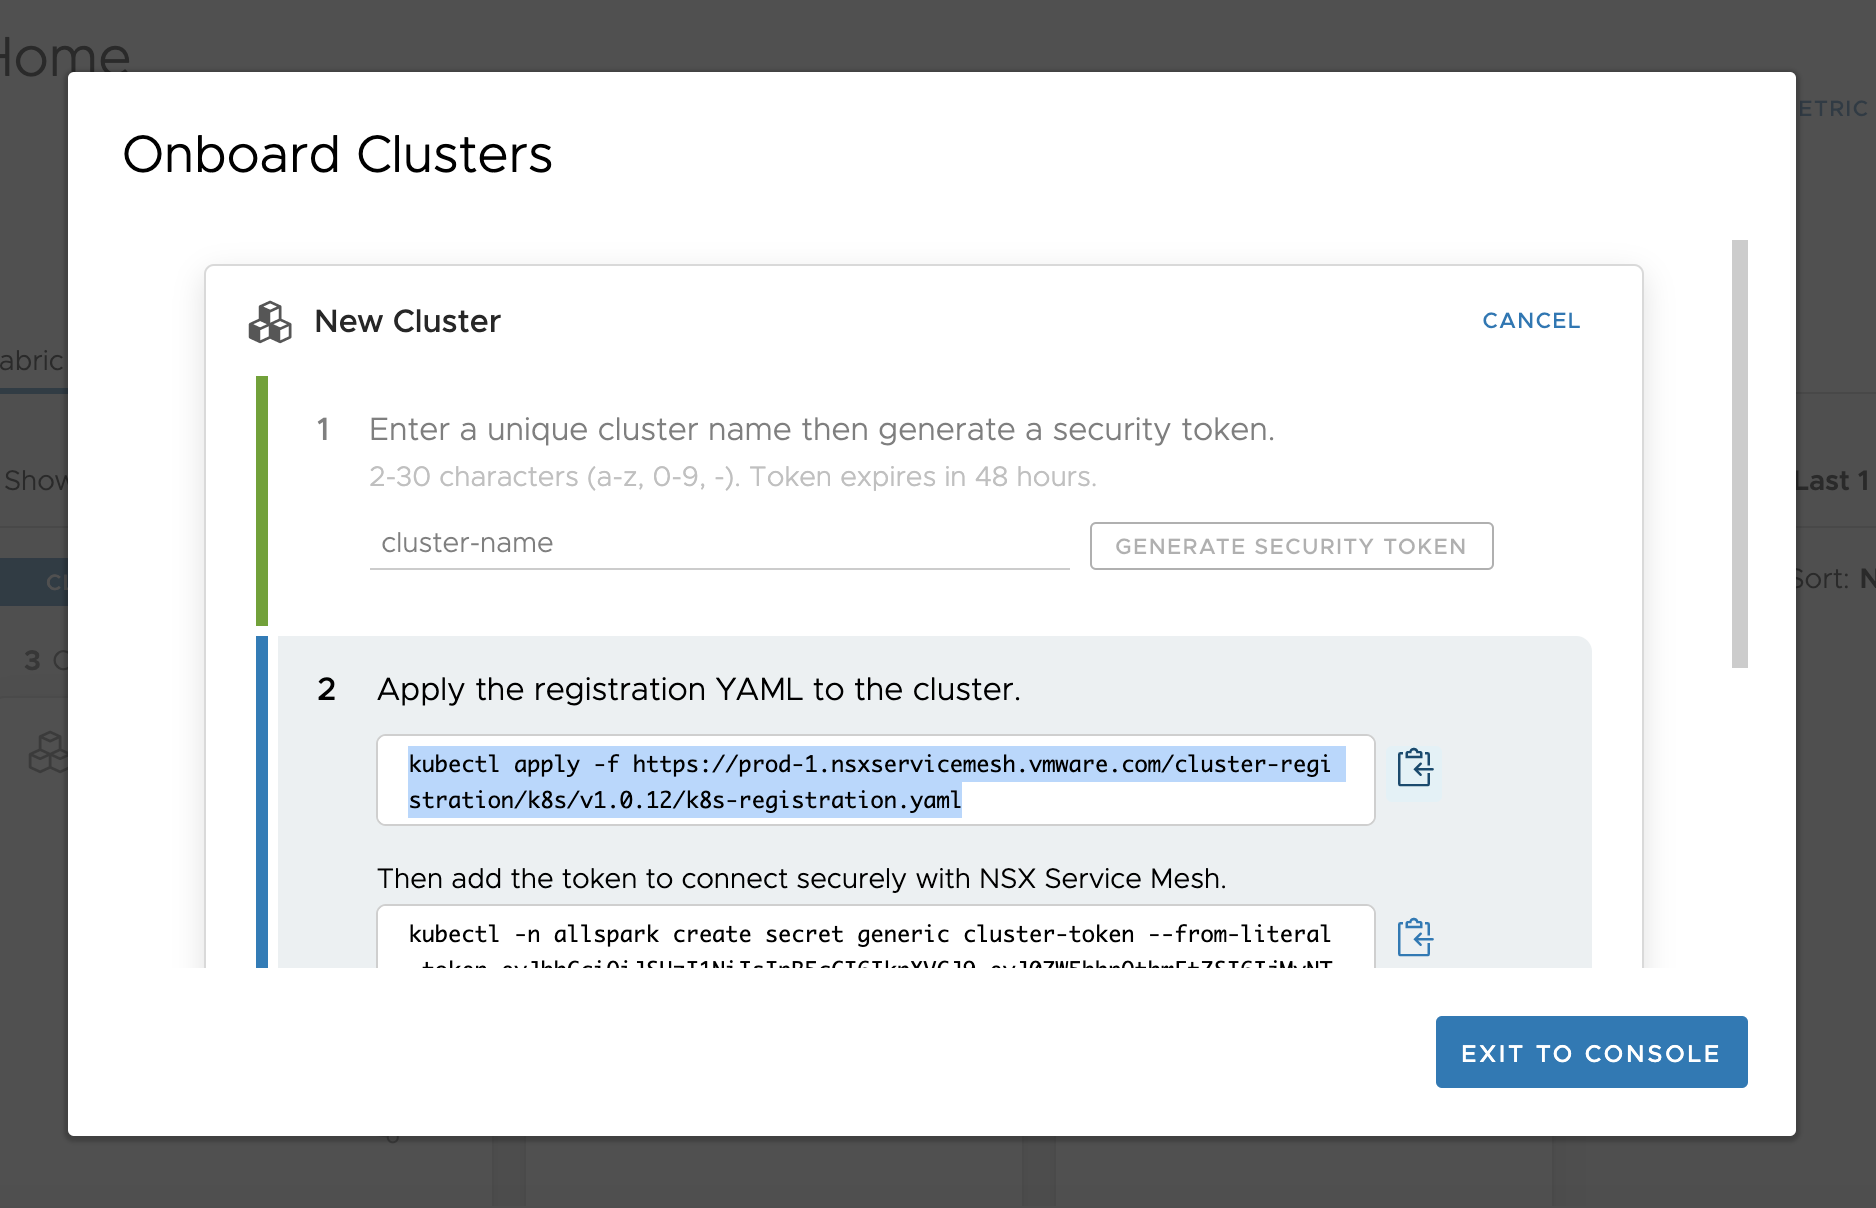 Home
ETRIC
Onboard Clusters
New Cluster
CANCEL
abric
1 Enter a unique cluster name then generate a security token.
2-30 characters (a-z, 0-9, -). Token expires in 48 hours.
Show
Last 1
cluster-name
GENERATE SECURITY TOKEN
Sort: N
3
2 Apply the registration YAML to the cluster.
kubectl apply -f https://prod-1.nsxservicemesh.vmware.com/cluster-regi
stration/k8s/v1.0.12/k8s-registration.yaml
Then add the token to connect securely with NSX Service Mesh.
kubectl -n allspark create secret generic cluster-token --from-literal
EXIT TO CONSOLE